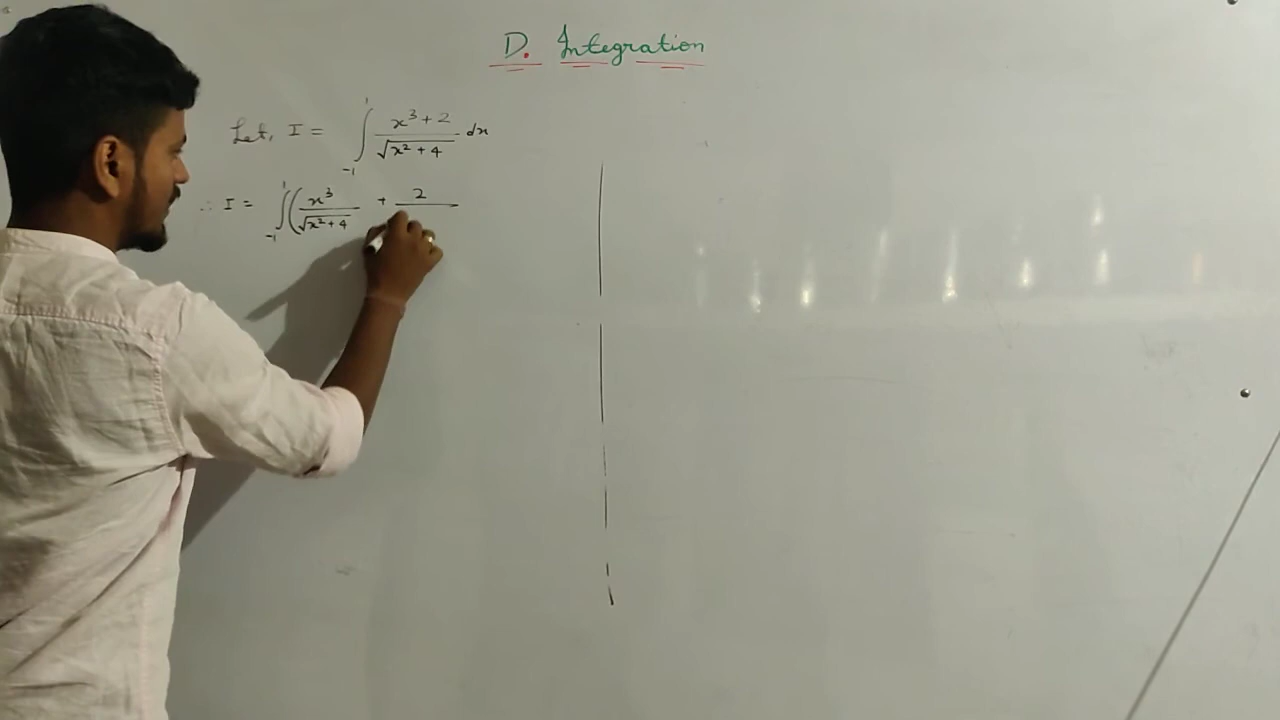 D. Integration
Let, I = ∫₋₁¹ (x³ + 2)/√(x² + 4) dx
∴ I = ∫₋₁¹ ( x³/√(x² + 4) + 2/